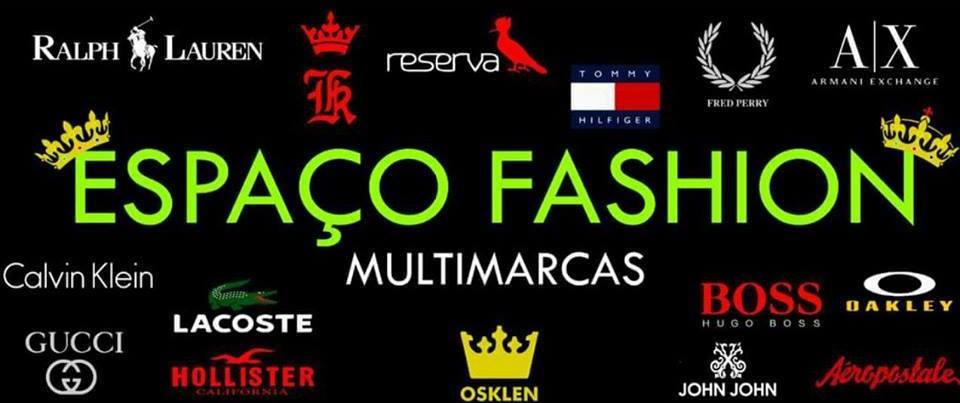 RALPH LAUREN
reserva
TOMMY
HILFIGER
FRED PERRY
A|X
ARMANI EXCHANGE
ESPAÇO FASHION
MULTIMARCAS
Calvin Klein
LACOSTE
GUCCI
HOLLISTER
CALIFORNIA
OSKLEN
BOSS
HUGO BOSS
OAKLEY
JOHN JOHN
Aéropostale